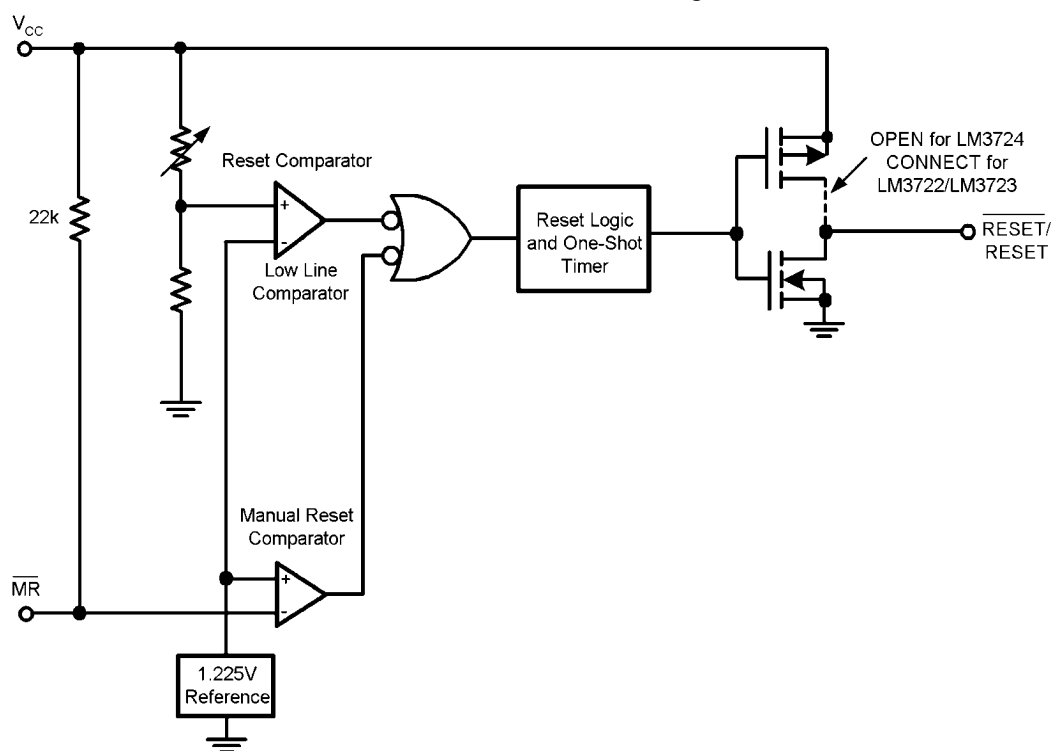 VCC
OPEN for LM3724
CONNECT for
LM3722/LM3723
Reset Comparator
+
-
22k
Reset Logic
and One-Shot
Timer
RESET/
RESET
Low Line
Comparator
Manual Reset
Comparator
+
-
MR
1.225V
Reference